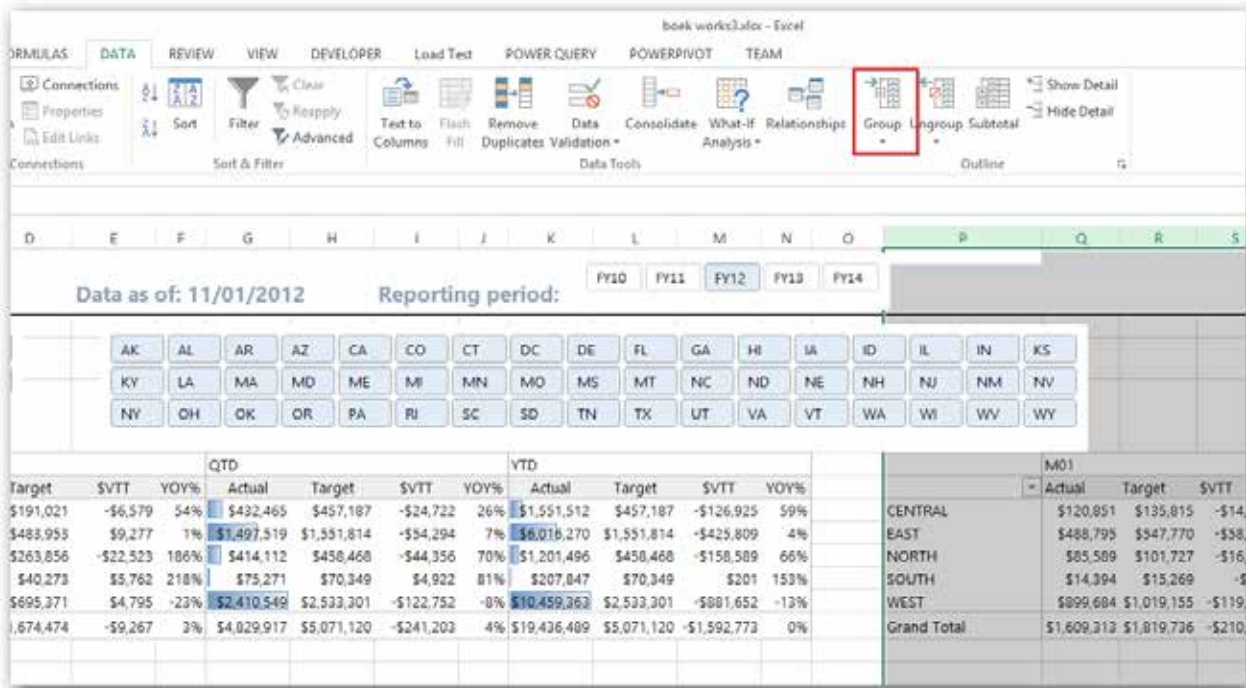 book works3.xlsx - Excel
ORMULAS DATA REVIEW VIEW DEVELOPER Load Test POWER QUERY POWERPIVOT TEAM
Connections Clear Show Detail
Properties Reapply Hide Detail
Edit Links Sort Filter Advanced Text to Columns Flash Fill Remove Duplicates Data Validation Consolidate What-If Analysis Relationships Group Ungroup Subtotal
Connections Sort & Filter Data Tools Outline
D E F G H I J K L M N O P Q R S
FY10 FY11 FY12 FY13 FY14
Data as of: 11/01/2012 Reporting period:
AK AL AR AZ CA CO CT DC DE FL GA HI IA ID IL IN KS
KY LA MA MD ME MI MN MO MS MT NC ND NE NH NJ NM NV
NY OH OK OR PA RI SC SD TN TX UT VA VT WA WI WV WY
QTD YTD M01
Target $VTT YOY% Actual Target $VTT YOY% Actual Target $VTT YOY% Actual Target $VTT
$191,021 -$6,579 54% $432,465 $457,187 -$24,722 26% $1,551,512 $457,187 -$126,925 59% CENTRAL $120,851 $135,815 -$14,
$483,953 $9,277 1% $1,497,519 $1,551,814 -$54,294 7% $6,016,270 $1,551,814 -$425,809 4% EAST $488,795 $547,770 -$58,
$263,856 -$22,523 186% $414,112 $458,468 -$44,356 70% $1,201,496 $458,468 -$158,589 66% NORTH $85,589 $101,727 -$16,
$40,273 $5,762 218% $75,271 $70,349 $4,922 81% $207,847 $70,349 $201 153% SOUTH $14,394 $15,269 -$
$695,371 $4,795 -23% $2,410,549 $2,533,301 -$122,752 -8% $10,459,363 $2,533,301 -$881,652 -13% WEST $899,684 $1,019,155 -$119,
,674,474 -$9,267 3% $4,829,917 $5,071,120 -$241,203 4% $19,436,489 $5,071,120 -$1,592,773 0% Grand Total $1,609,313 $1,819,736 -$210,